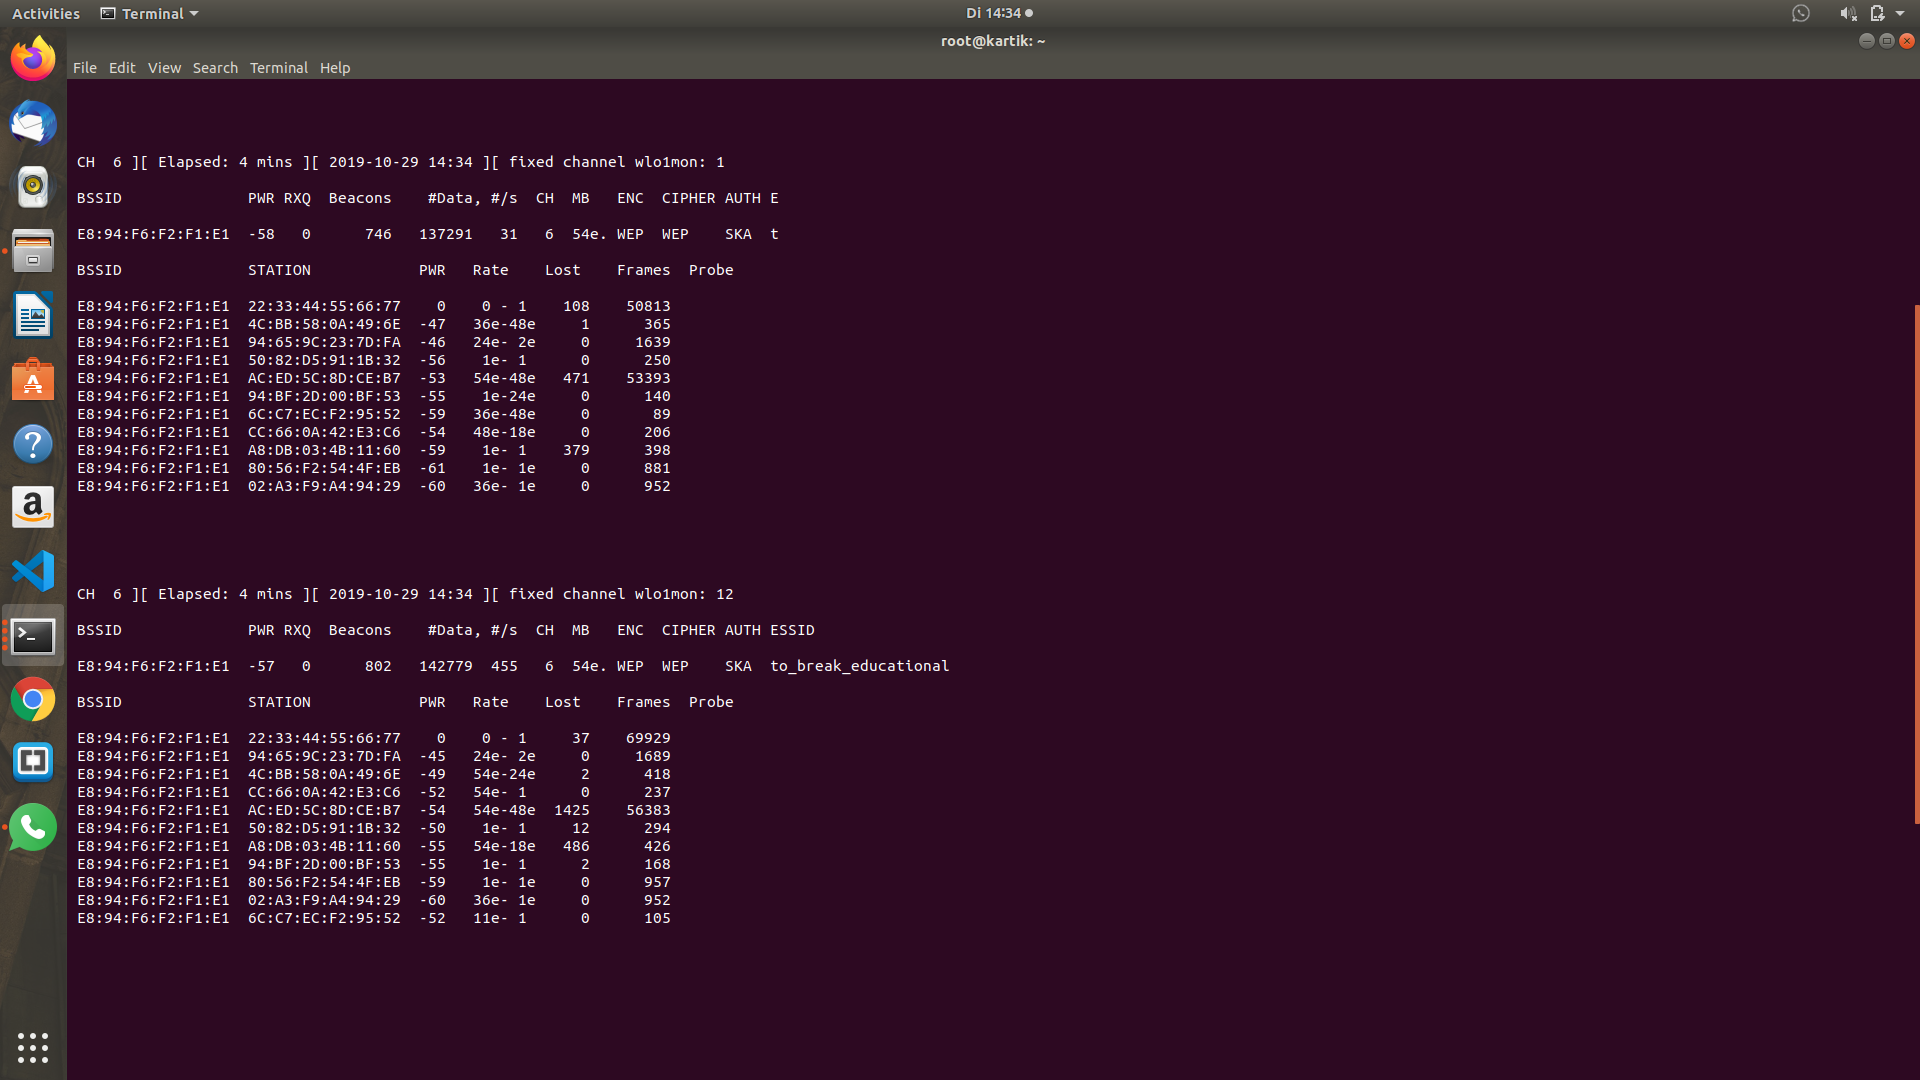 Activities Terminal Di 14:34
root@kartik: ~
File Edit View Search Terminal Help
CH  6 ][ Elapsed: 4 mins ][ 2019-10-29 14:34 ][ fixed channel wlo1mon: 1
BSSID              PWR RXQ  Beacons    #Data, #/s  CH  MB   ENC  CIPHER AUTH E
E8:94:F6:F2:F1:E1  -58   0      746   137291   31   6  54e. WEP  WEP    SKA  t
BSSID              STATION            PWR   Rate    Lost    Frames  Probe
E8:94:F6:F2:F1:E1  22:33:44:55:66:77    0    0 - 1    108    50813
E8:94:F6:F2:F1:E1  4C:BB:58:0A:49:6E  -47   36e-48e     1      365
E8:94:F6:F2:F1:E1  94:65:9C:23:7D:FA  -46   24e- 2e     0     1639
E8:94:F6:F2:F1:E1  50:82:D5:91:1B:32  -56    1e- 1      0      250
E8:94:F6:F2:F1:E1  AC:ED:5C:8D:CE:B7  -53   54e-48e   471    53393
E8:94:F6:F2:F1:E1  94:BF:2D:00:BF:53  -55    1e-24e     0      140
E8:94:F6:F2:F1:E1  6C:C7:EC:F2:95:52  -59   36e-48e     0       89
E8:94:F6:F2:F1:E1  CC:66:0A:42:E3:C6  -54   48e-18e     0      206
E8:94:F6:F2:F1:E1  A8:DB:03:4B:11:60  -59    1e- 1    379      398
E8:94:F6:F2:F1:E1  80:56:F2:54:4F:EB  -61    1e- 1e     0      881
E8:94:F6:F2:F1:E1  02:A3:F9:A4:94:29  -60   36e- 1e     0      952
CH  6 ][ Elapsed: 4 mins ][ 2019-10-29 14:34 ][ fixed channel wlo1mon: 12
BSSID              PWR RXQ  Beacons    #Data, #/s  CH  MB   ENC  CIPHER AUTH ESSID
E8:94:F6:F2:F1:E1  -57   0      802   142779  455   6  54e. WEP  WEP    SKA  to_break_educational
BSSID              STATION            PWR   Rate    Lost    Frames  Probe
E8:94:F6:F2:F1:E1  22:33:44:55:66:77    0    0 - 1     37    69929
E8:94:F6:F2:F1:E1  94:65:9C:23:7D:FA  -45   24e- 2e     0     1689
E8:94:F6:F2:F1:E1  4C:BB:58:0A:49:6E  -49   54e-24e     2      418
E8:94:F6:F2:F1:E1  CC:66:0A:42:E3:C6  -52   54e- 1      0      237
E8:94:F6:F2:F1:E1  AC:ED:5C:8D:CE:B7  -54   54e-48e  1425    56383
E8:94:F6:F2:F1:E1  50:82:D5:91:1B:32  -50    1e- 1     12      294
E8:94:F6:F2:F1:E1  A8:DB:03:4B:11:60  -55   54e-18e   486      426
E8:94:F6:F2:F1:E1  94:BF:2D:00:BF:53  -55    1e- 1      2      168
E8:94:F6:F2:F1:E1  80:56:F2:54:4F:EB  -59    1e- 1e     0      957
E8:94:F6:F2:F1:E1  02:A3:F9:A4:94:29  -60   36e- 1e     0      952
E8:94:F6:F2:F1:E1  6C:C7:EC:F2:95:52  -52   11e- 1      0      105